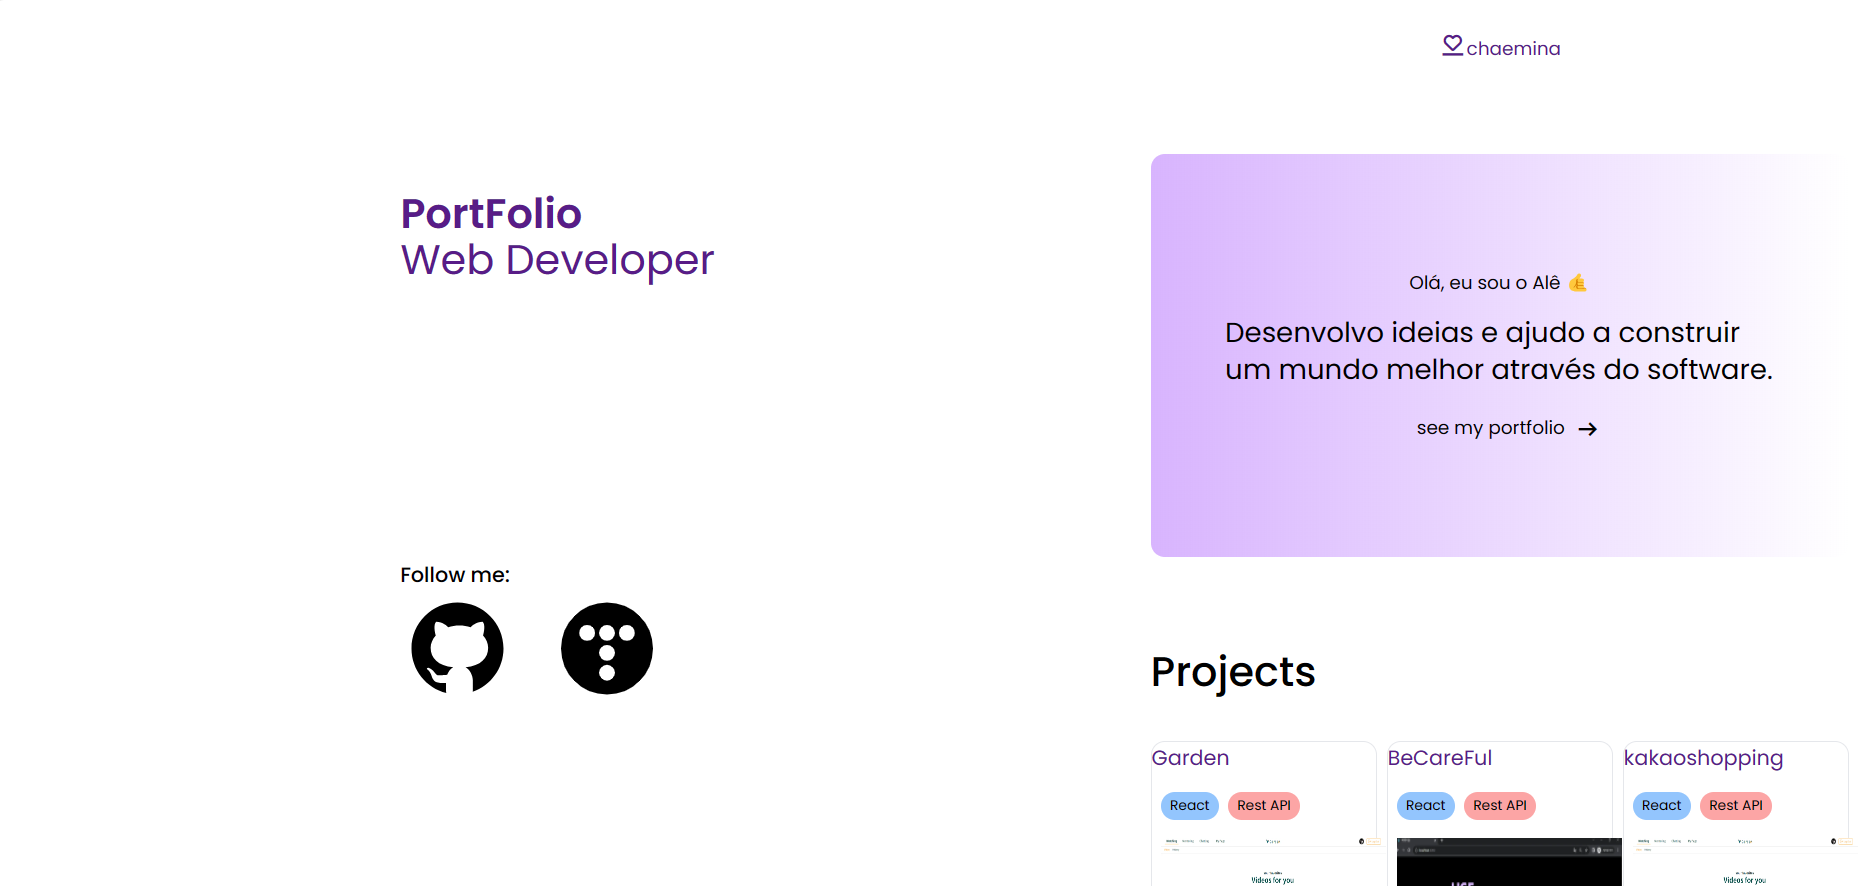 chaemina
PortFolio
Web Developer
Olá, eu sou o Alê
Desenvolvo ideias e ajudo a construir
um mundo melhor através do software.
see my portfolio
Follow me:
Projects
Garden
React Rest API
BeCareFul
React Rest API
Videos for you
kakaoshopping
React Rest API
Videos for you